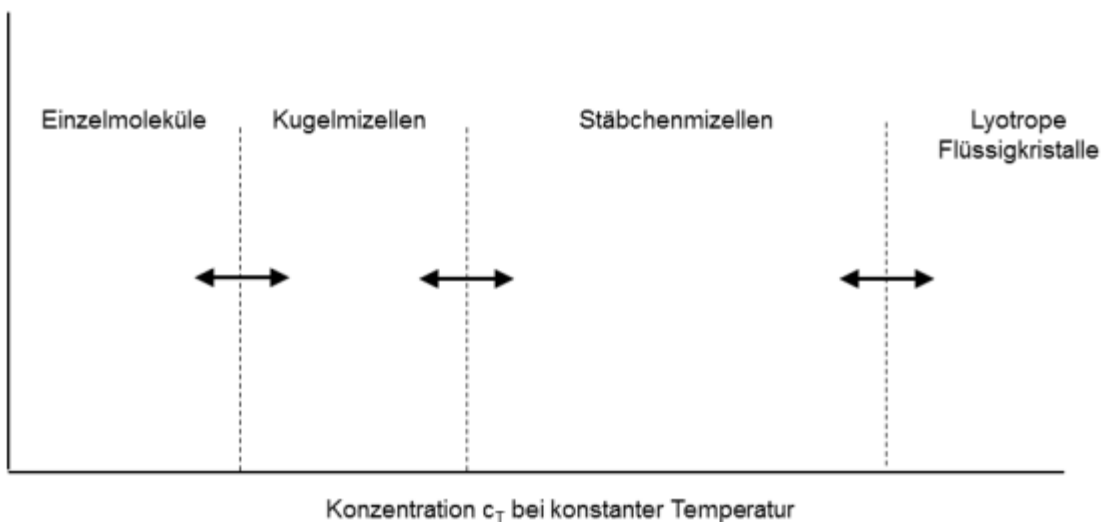 Einzelmoleküle
Kugelmizellen
Stäbchenmizellen
Lyotrope
Flüssigkristalle
Konzentration c_T bei konstanter Temperatur